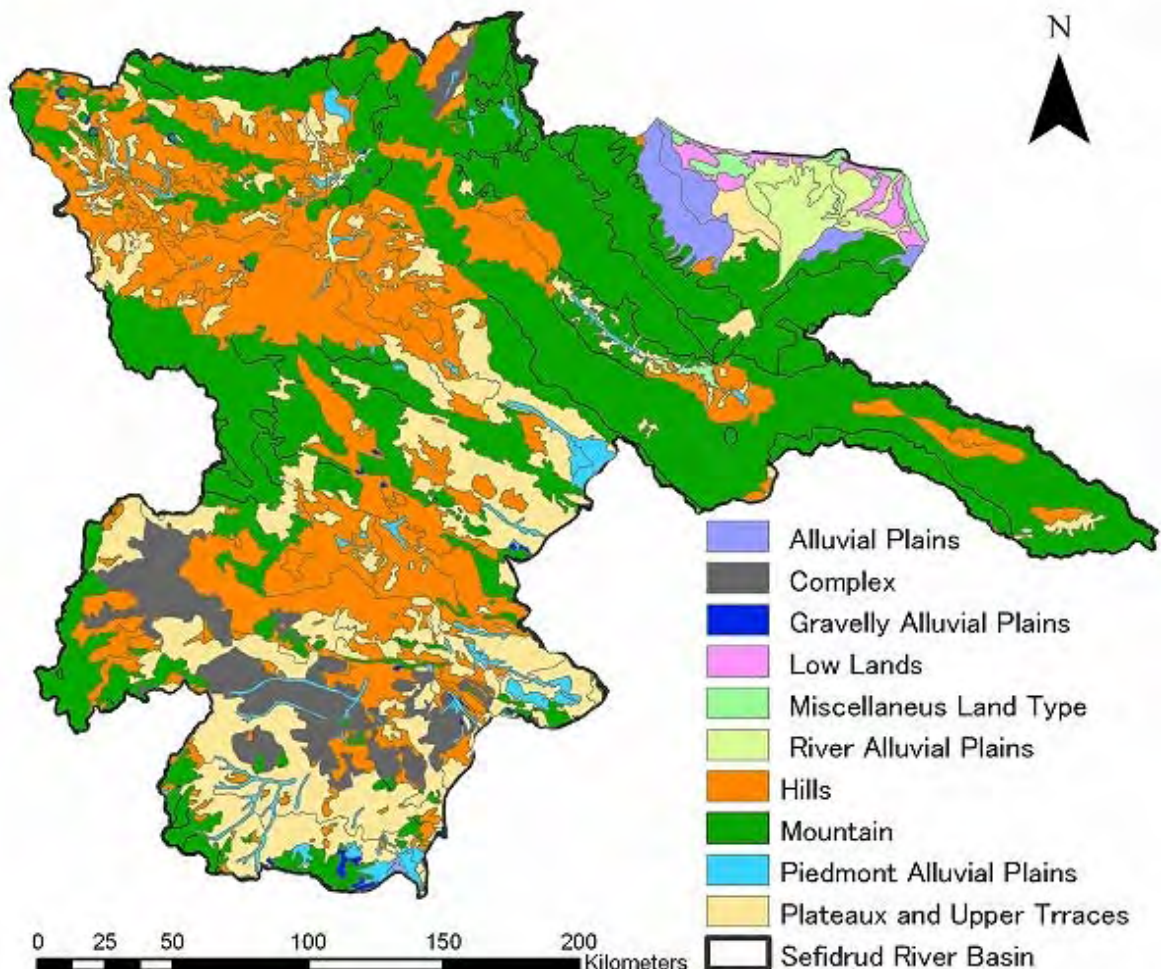 N
Alluvial Plains
Complex
Gravelly Alluvial Plains
Low Lands
Miscellaneus Land Type
River Alluvial Plains
Hills
Mountain
Piedmont Alluvial Plains
Plateaux and Upper Trraces
Sefidrud River Basin
0 25 50 100 150 200
Kilometers